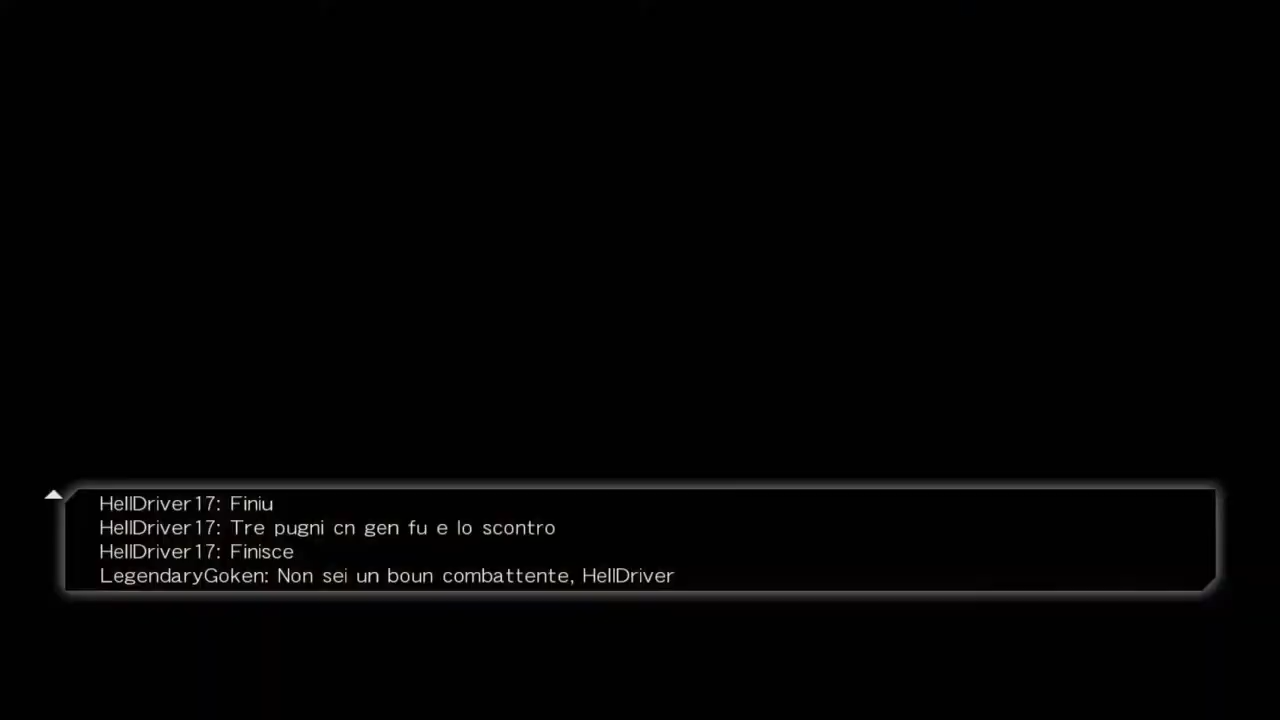 HellDriver17: Finiu
HellDriver17: Tre pugni cn gen fu e lo scontro
HellDriver17: Finisce
LegendaryGoken: Non sei un boun combattente, HellDriver